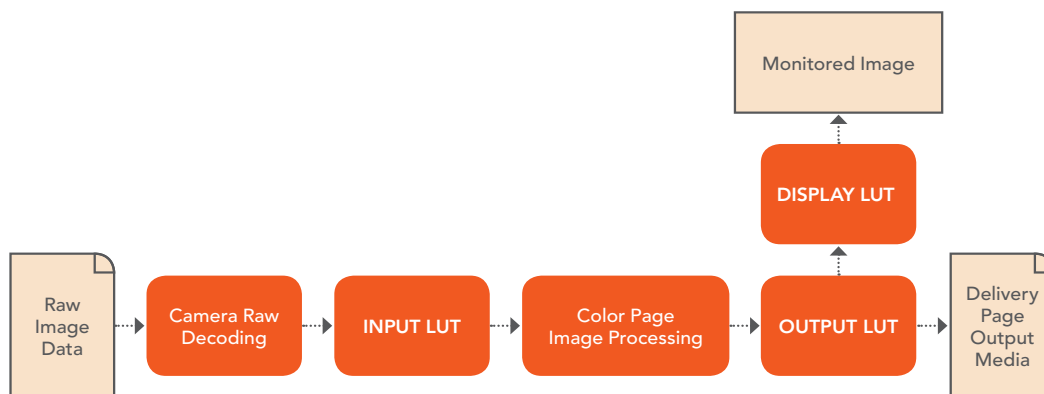 Monitored Image
DISPLAY LUT
Raw
Image
Data
Camera Raw
Decoding
INPUT LUT
Color Page
Image Processing
OUTPUT LUT
Delivery
Page
Output
Media